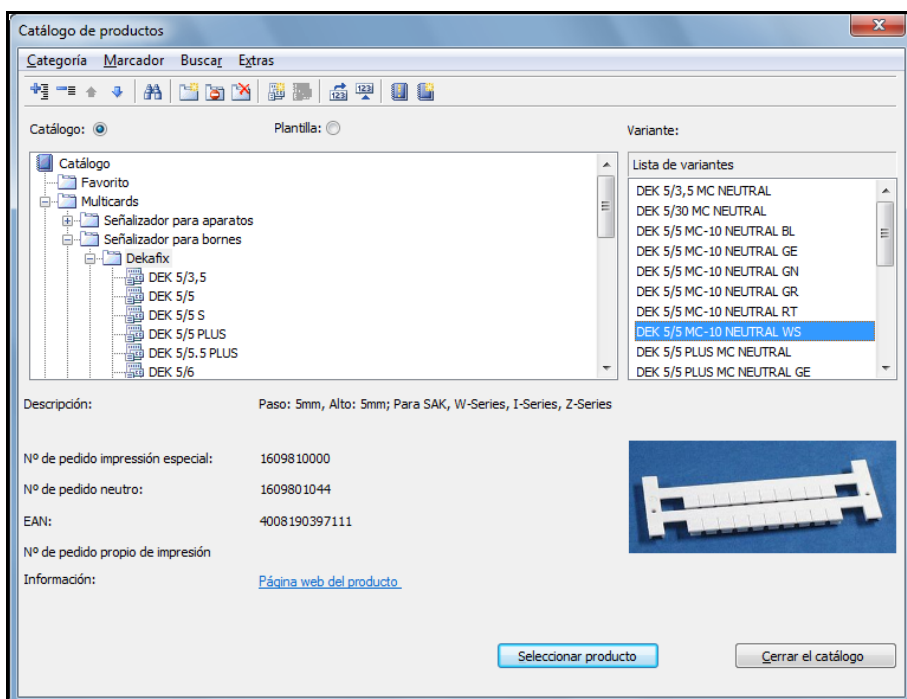 Catálogo de productos
Categoría Marcador Buscar Extras
Catálogo:
Plantilla:
Variante:
Catálogo
Favorito
Multicards
Señalizador para aparatos
Señalizador para bornes
Dekafix
DEK 5/3,5
DEK 5/5
DEK 5/5 S
DEK 5/5 PLUS
DEK 5/5.5 PLUS
DEK 5/6
Lista de variantes
DEK 5/3,5 MC NEUTRAL
DEK 5/30 MC NEUTRAL
DEK 5/5 MC-10 NEUTRAL BL
DEK 5/5 MC-10 NEUTRAL GE
DEK 5/5 MC-10 NEUTRAL GN
DEK 5/5 MC-10 NEUTRAL GR
DEK 5/5 MC-10 NEUTRAL RT
DEK 5/5 MC-10 NEUTRAL WS
DEK 5/5 PLUS MC NEUTRAL
DEK 5/5 PLUS MC NEUTRAL GE
Descripción: Paso: 5mm, Alto: 5mm; Para SAK, W-Series, I-Series, Z-Series
Nº de pedido impresión especial: 1609810000
Nº de pedido neutro: 1609801044
EAN: 4008190397111
Nº de pedido propio de impresión
Información: Página web del producto
Seleccionar producto
Cerrar el catálogo